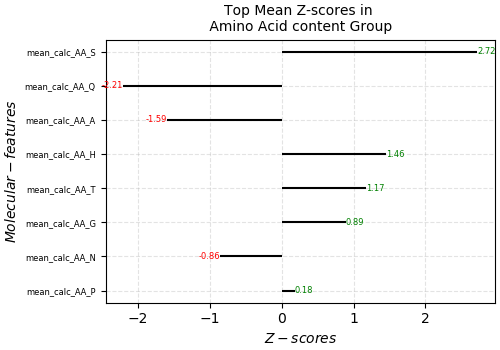 Top Mean Z-scores in
Amino Acid content Group
mean_calc_AA_S
2.72
mean_calc_AA_Q
-2.21
mean_calc_AA_A
-1.59
mean_calc_AA_H
1.46
mean_calc_AA_T
1.17
mean_calc_AA_G
0.89
mean_calc_AA_N
-0.86
mean_calc_AA_P
0.18
Molecular − features
−2 −1 0 1 2
Z − scores